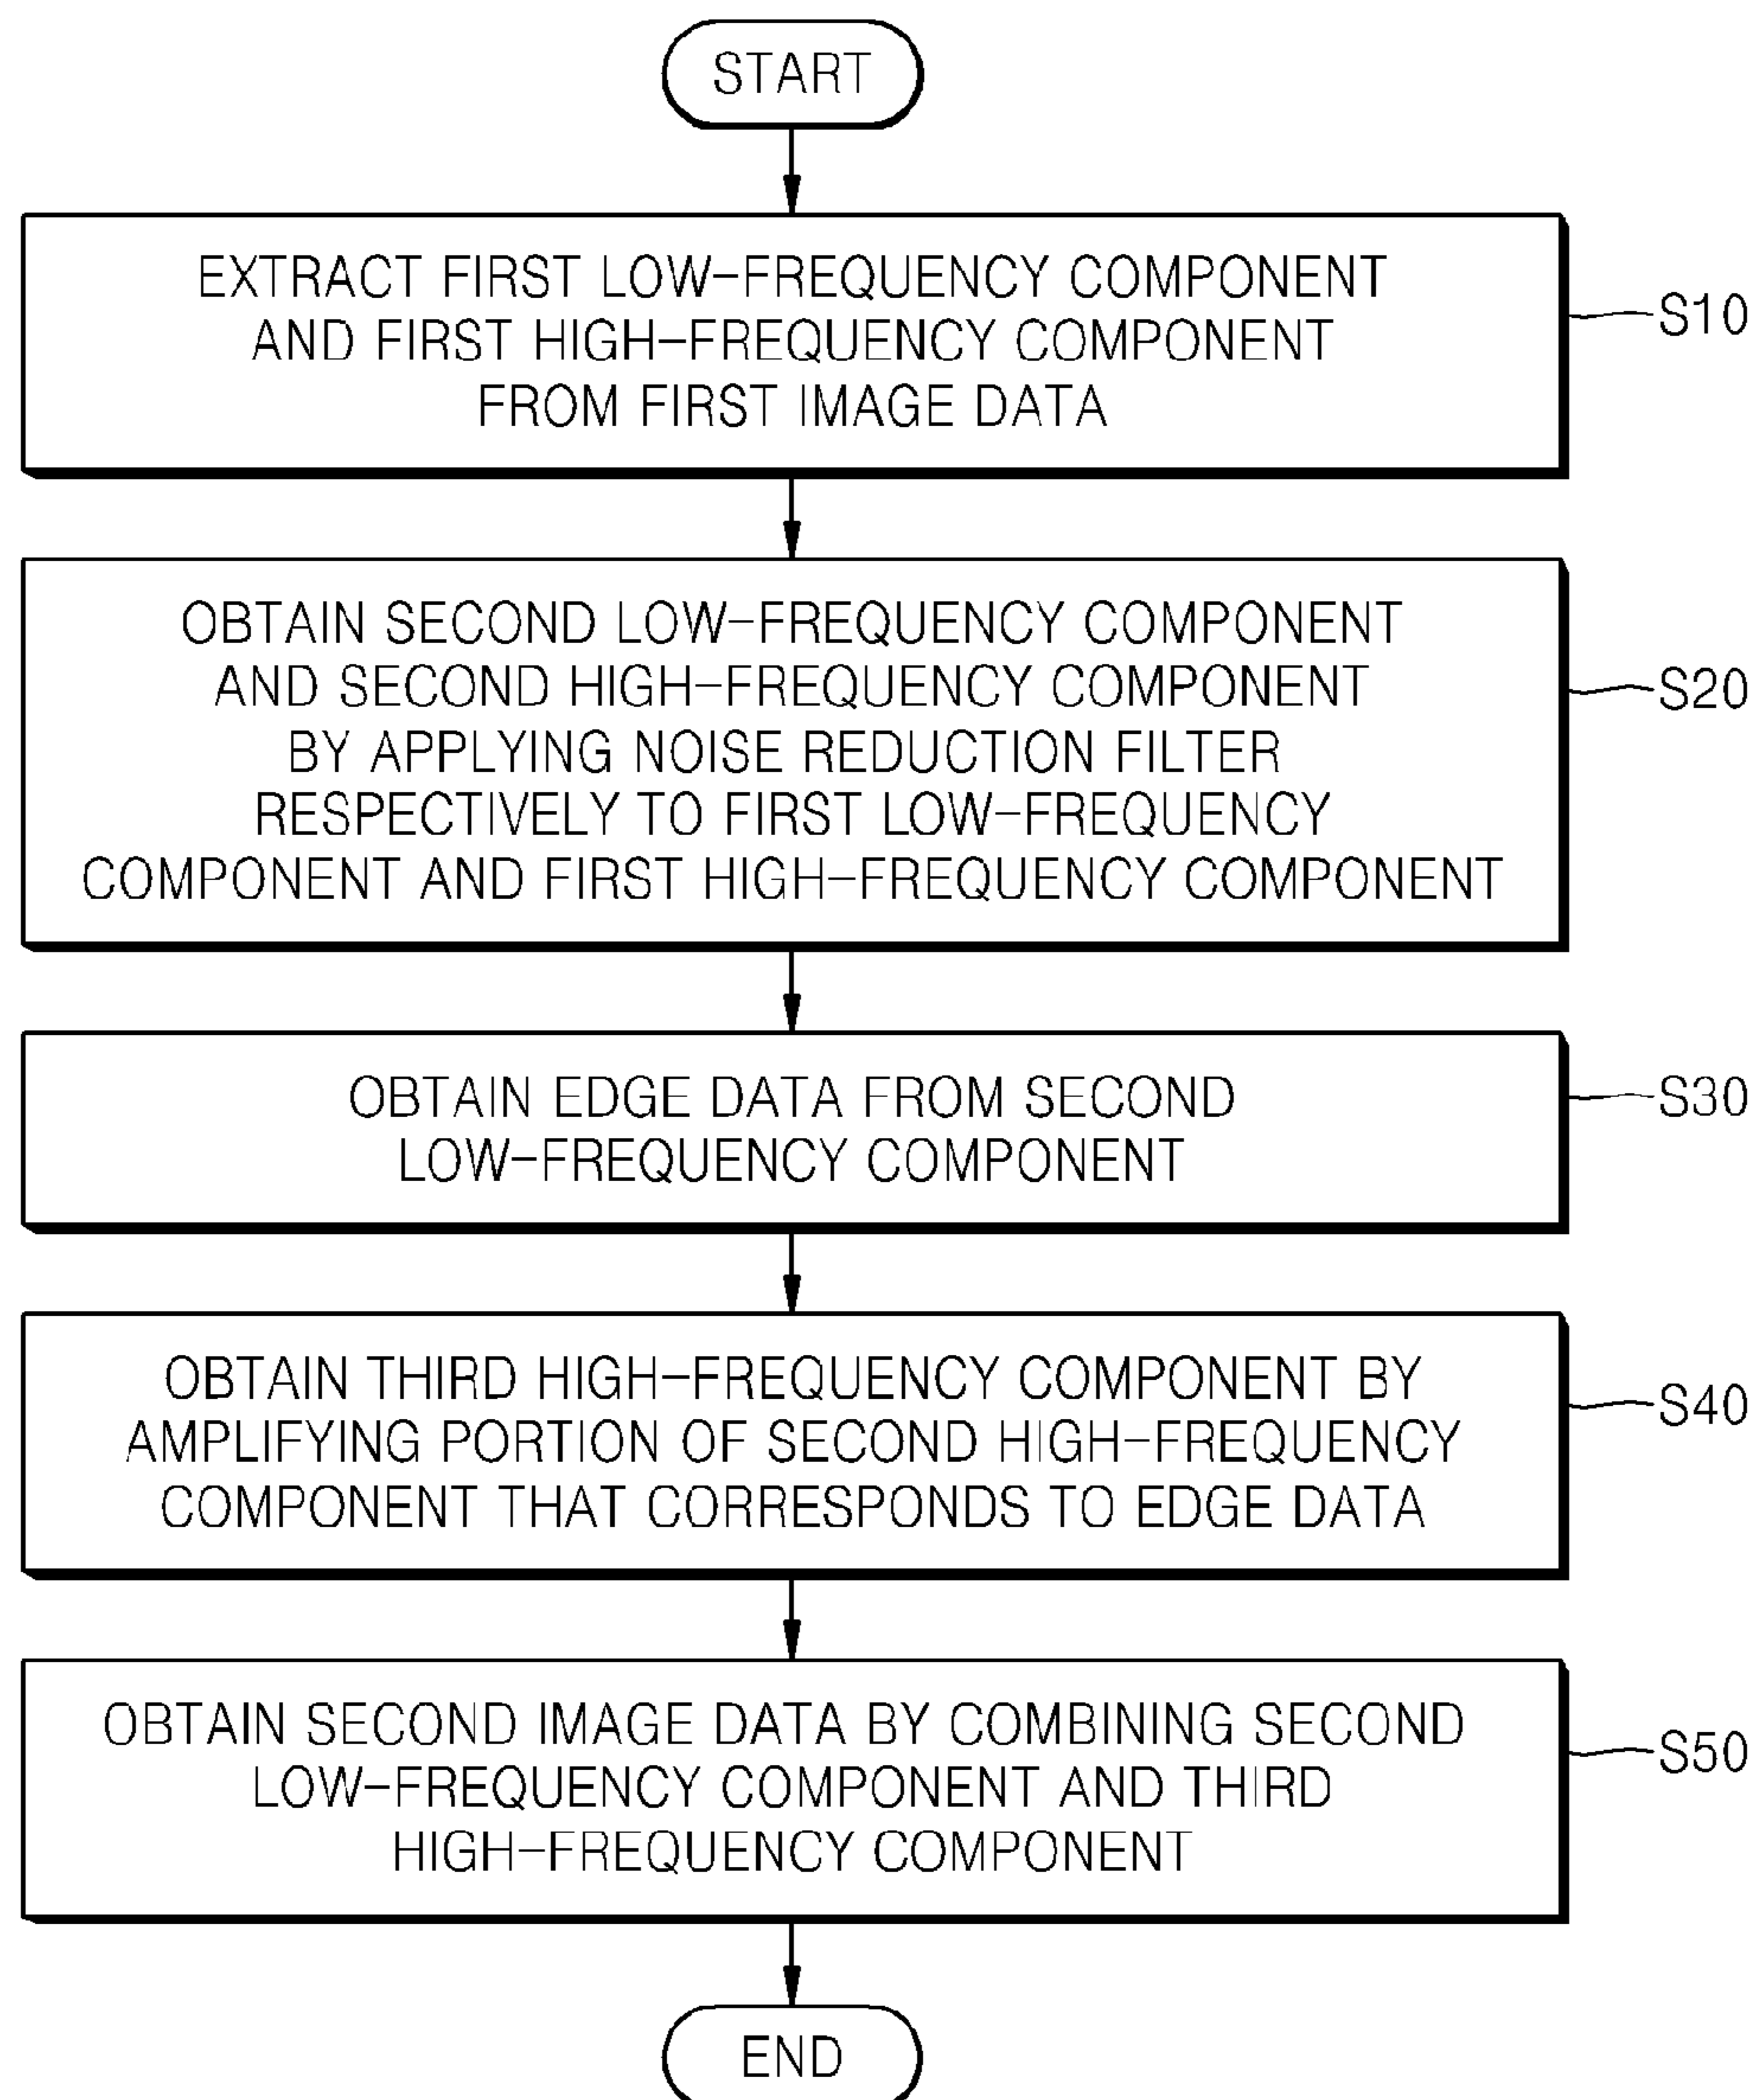 START
EXTRACT FIRST LOW-FREQUENCY COMPONENT
AND FIRST HIGH-FREQUENCY COMPONENT
FROM FIRST IMAGE DATA
S10
OBTAIN SECOND LOW-FREQUENCY COMPONENT
AND SECOND HIGH-FREQUENCY COMPONENT
BY APPLYING NOISE REDUCTION FILTER
RESPECTIVELY TO FIRST LOW-FREQUENCY
COMPONENT AND FIRST HIGH-FREQUENCY COMPONENT
S20
OBTAIN EDGE DATA FROM SECOND
LOW-FREQUENCY COMPONENT
S30
OBTAIN THIRD HIGH-FREQUENCY COMPONENT BY
AMPLIFYING PORTION OF SECOND HIGH-FREQUENCY
COMPONENT THAT CORRESPONDS TO EDGE DATA
S40
OBTAIN SECOND IMAGE DATA BY COMBINING SECOND
LOW-FREQUENCY COMPONENT AND THIRD
HIGH-FREQUENCY COMPONENT
S50
END